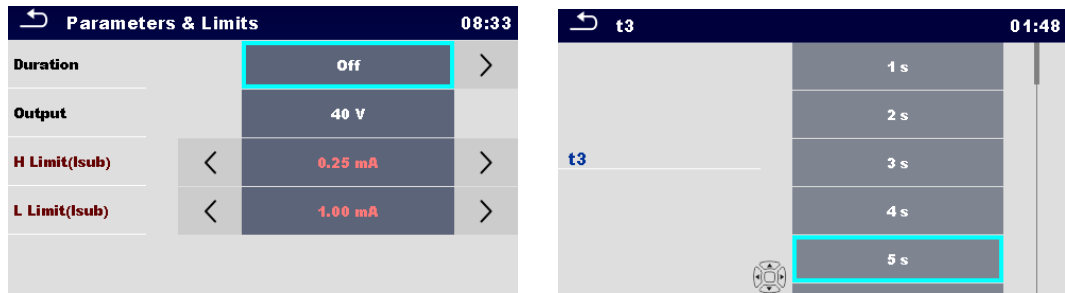 Parameters & Limits 08:33
Duration Off >
Output 40 V
H Limit(Isub) < 0.25 mA >
L Limit(Isub) < 1.00 mA >
t3 01:48
1 s
2 s
t3 3 s
4 s
5 s